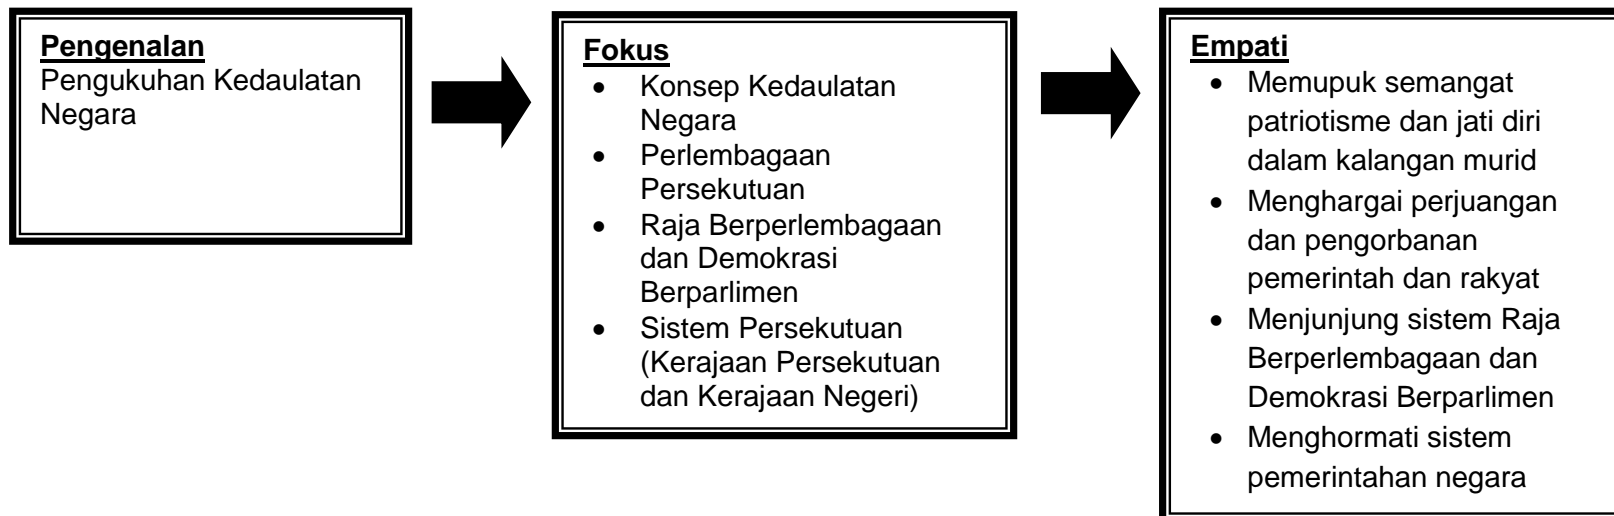 Pengenalan
Pengukuhan Kedaulatan
Negara
Fokus
• Konsep Kedaulatan
Negara
• Perlembagaan
Persekutuan
• Raja Berperlembagaan
dan Demokrasi
Berparlimen
• Sistem Persekutuan
(Kerajaan Persekutuan
dan Kerajaan Negeri)
Empati
• Memupuk semangat
patriotisme dan jati diri
dalam kalangan murid
• Menghargai perjuangan
dan pengorbanan
pemerintah dan rakyat
• Menjunjung sistem Raja
Berperlembagaan dan
Demokrasi Berparlimen
• Menghormati sistem
pemerintahan negara